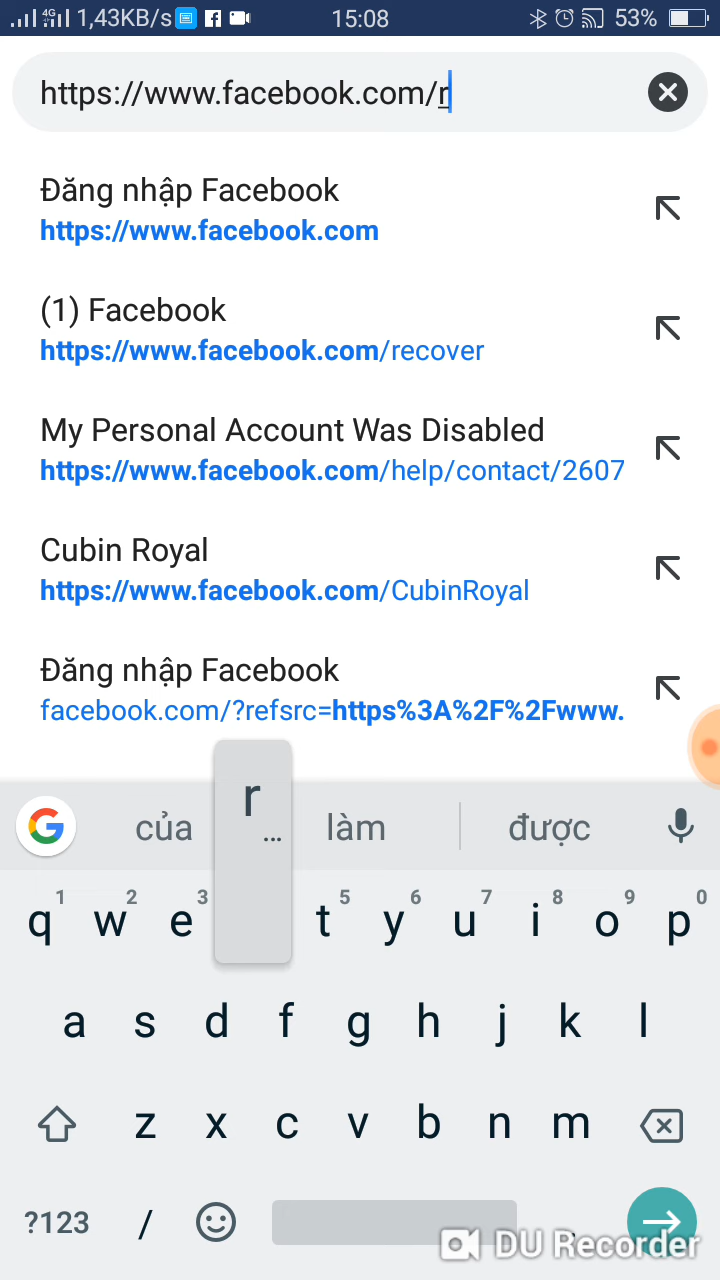 4G 1,43KB/s 15:08 53%
https://www.facebook.com/r
Đăng nhập Facebook
https://www.facebook.com
(1) Facebook
https://www.facebook.com/recover
My Personal Account Was Disabled
https://www.facebook.com/help/contact/2607
Cubin Royal
https://www.facebook.com/CubinRoyal
Đăng nhập Facebook
facebook.com/?refsrc=https%3A%2F%2Fwww.
r
...
của làm được
1 2 3 5 6 7 8 9 0
q w e t y u i o p
a s d f g h j k l
z x c v b n m
?123 / .
DU Recorder